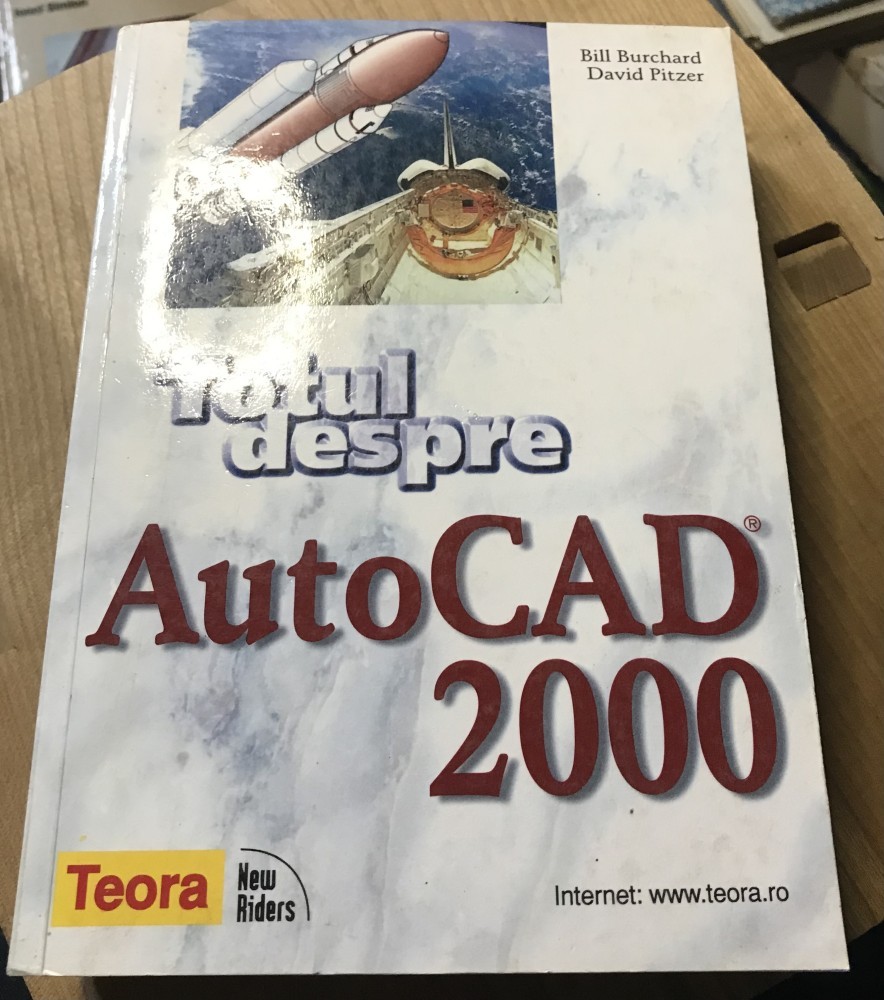 Bill Burchard
David Pitzer
Totul
despre
AutoCAD®
2000
Teora
New
Riders
Internet: www.teora.ro